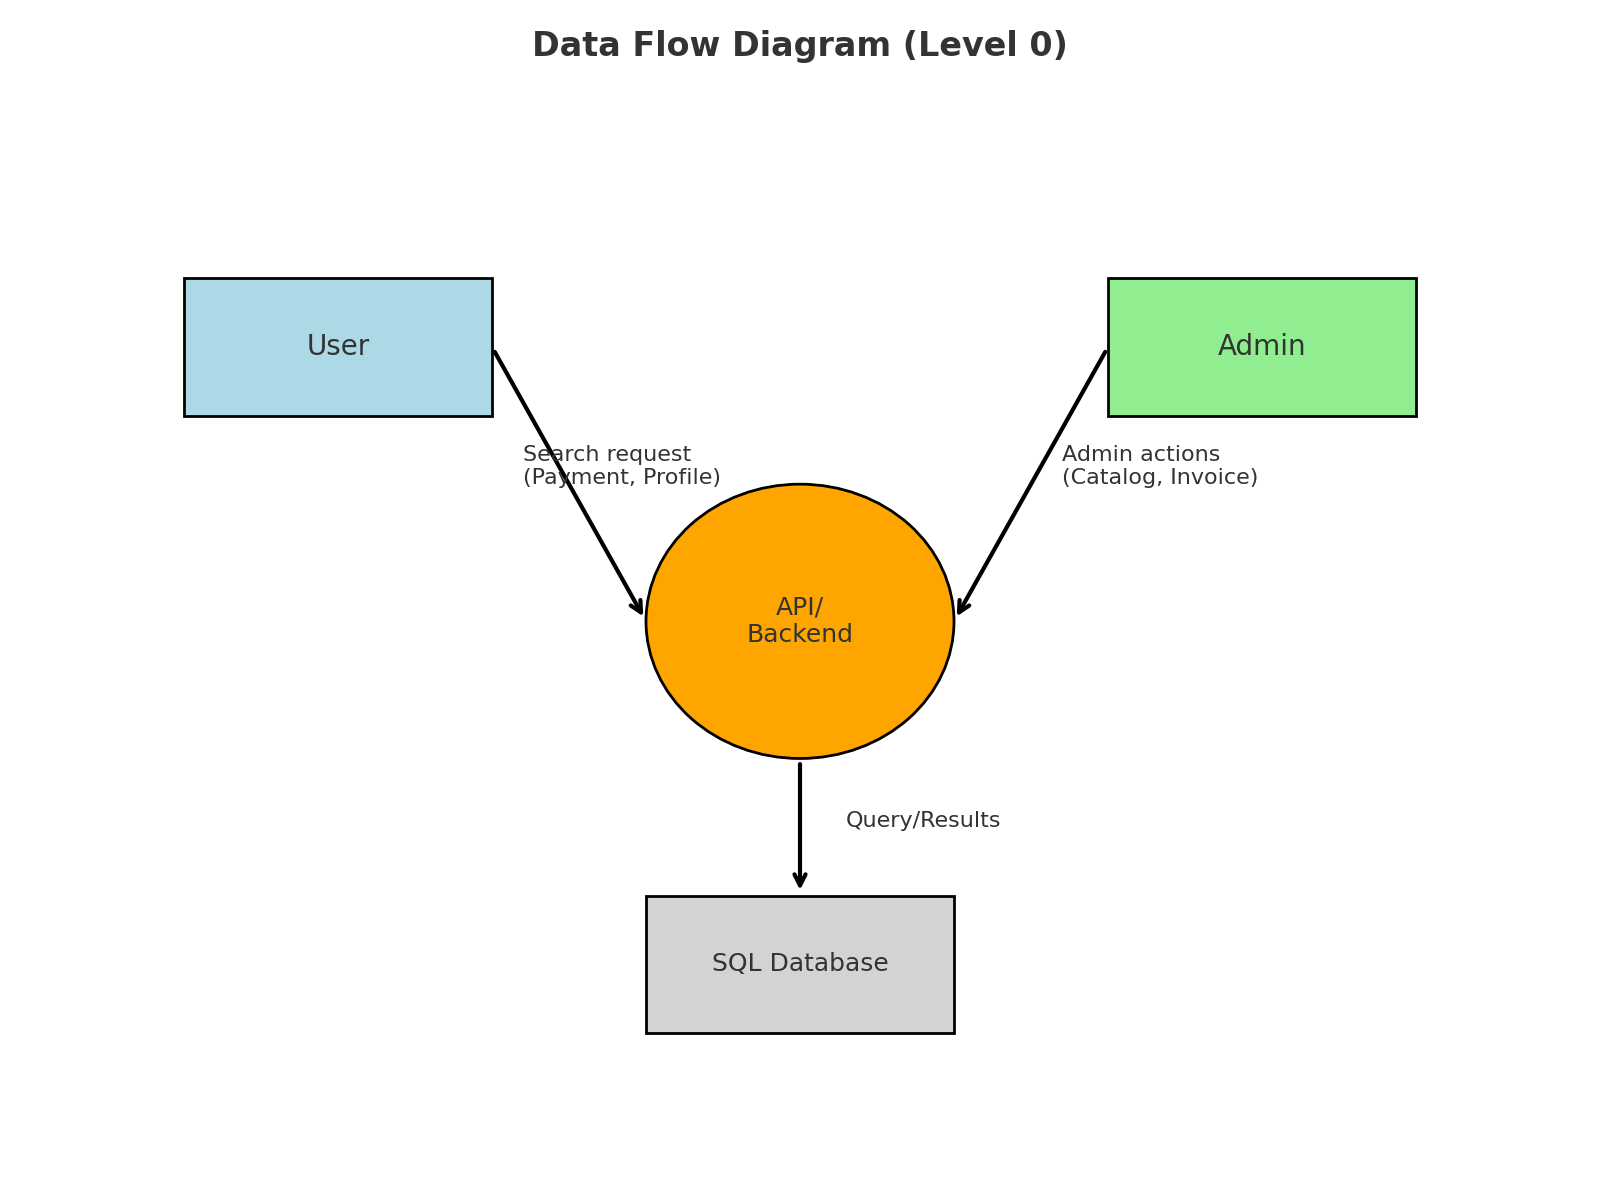 Data Flow Diagram (Level 0)
User
Admin
Search request
(Payment, Profile)
Admin actions
(Catalog, Invoice)
API/
Backend
Query/Results
SQL Database